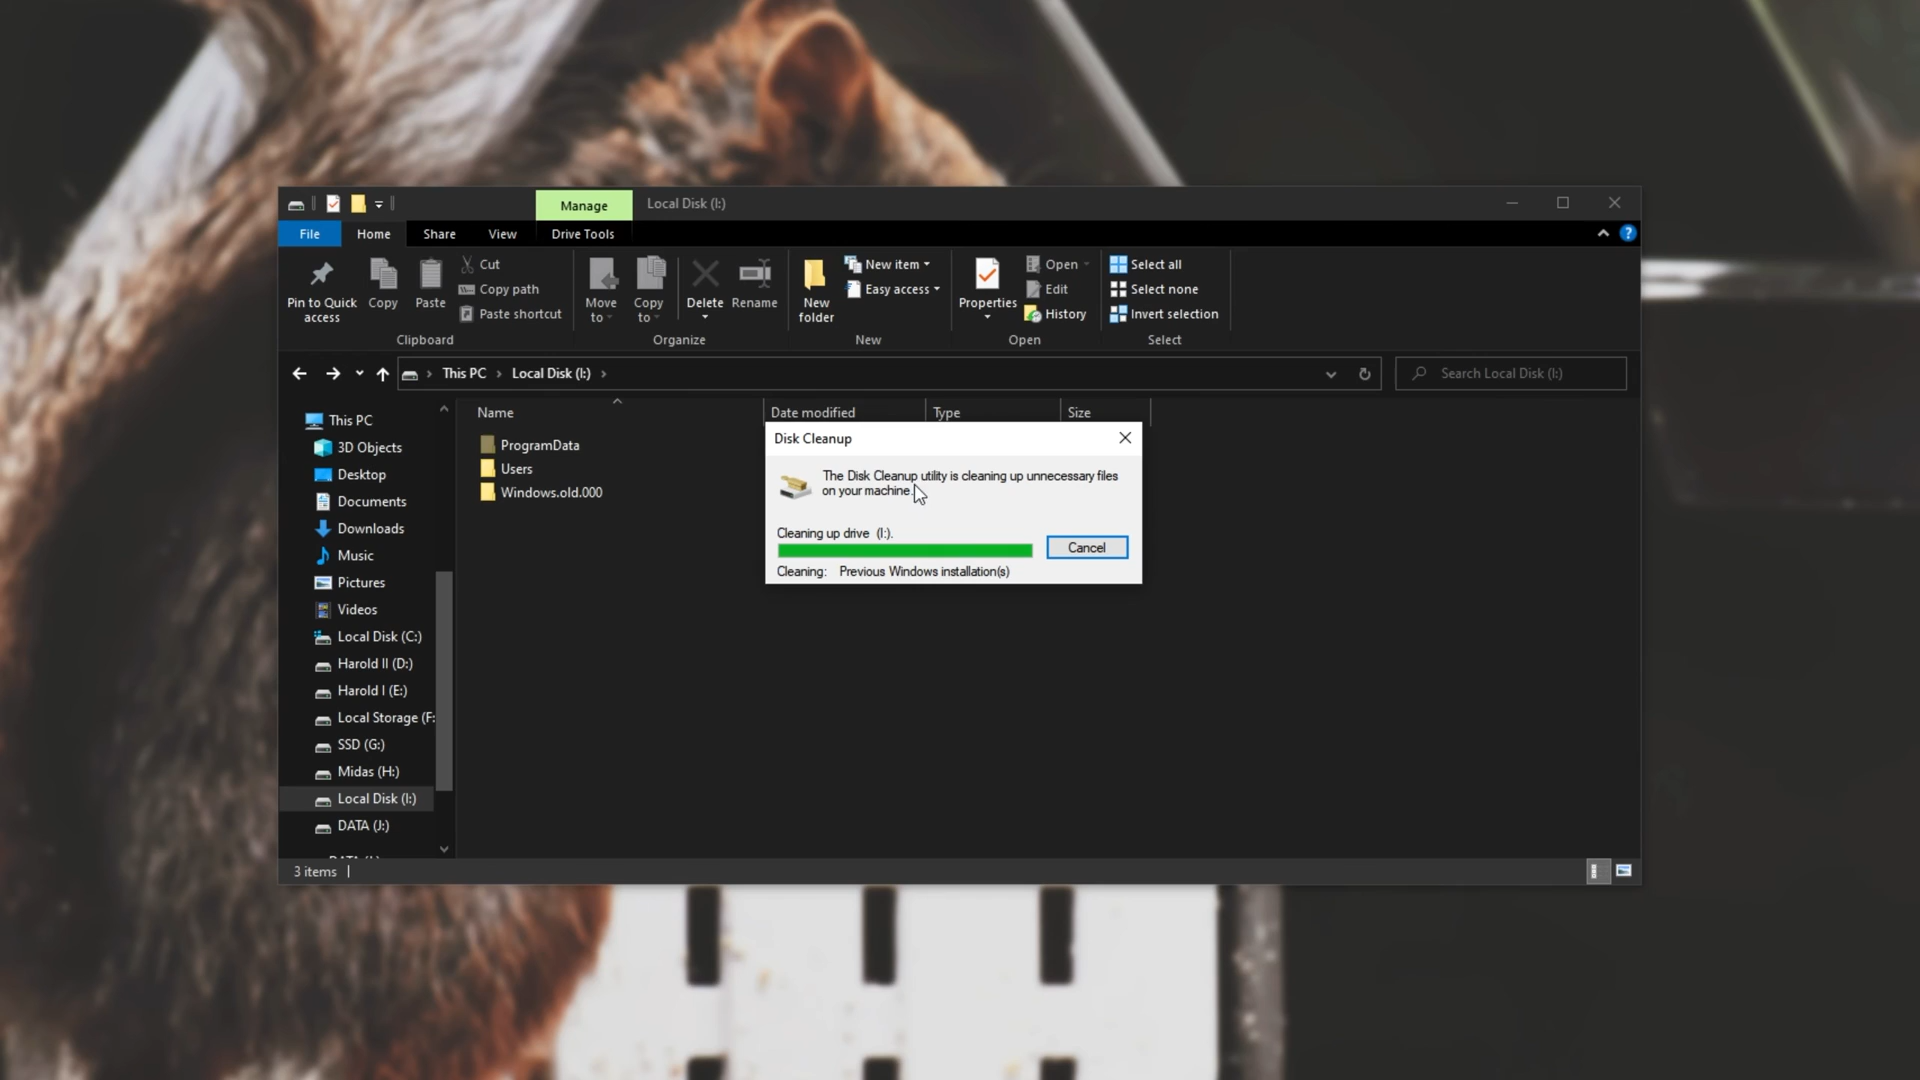 Manage
Local Disk (I:)
File
Home
Share
View
Drive Tools
Pin to Quick
access
Copy
Paste
Cut
Copy path
Paste shortcut
Clipboard
Move
to
Copy
to
Delete
Rename
Organize
New
folder
New item
Easy access
New
Properties
Open
Edit
History
Open
Select all
Select none
Invert selection
Select
This PC
Local Disk (I:)
Search Local Disk (I:)
This PC
3D Objects
Desktop
Documents
Downloads
Music
Pictures
Videos
Local Disk (C:)
Harold II (D:)
Harold I (E:)
Local Storage (F:
SSD (G:)
Midas (H:)
Local Disk (I:)
DATA (J:)
Name
Date modified
Type
Size
ProgramData
Users
Windows.old.000
Disk Cleanup
The Disk Cleanup utility is cleaning up unnecessary files
on your machine.
Cleaning up drive (I:).
Cancel
Cleaning: Previous Windows installation(s)
3 items